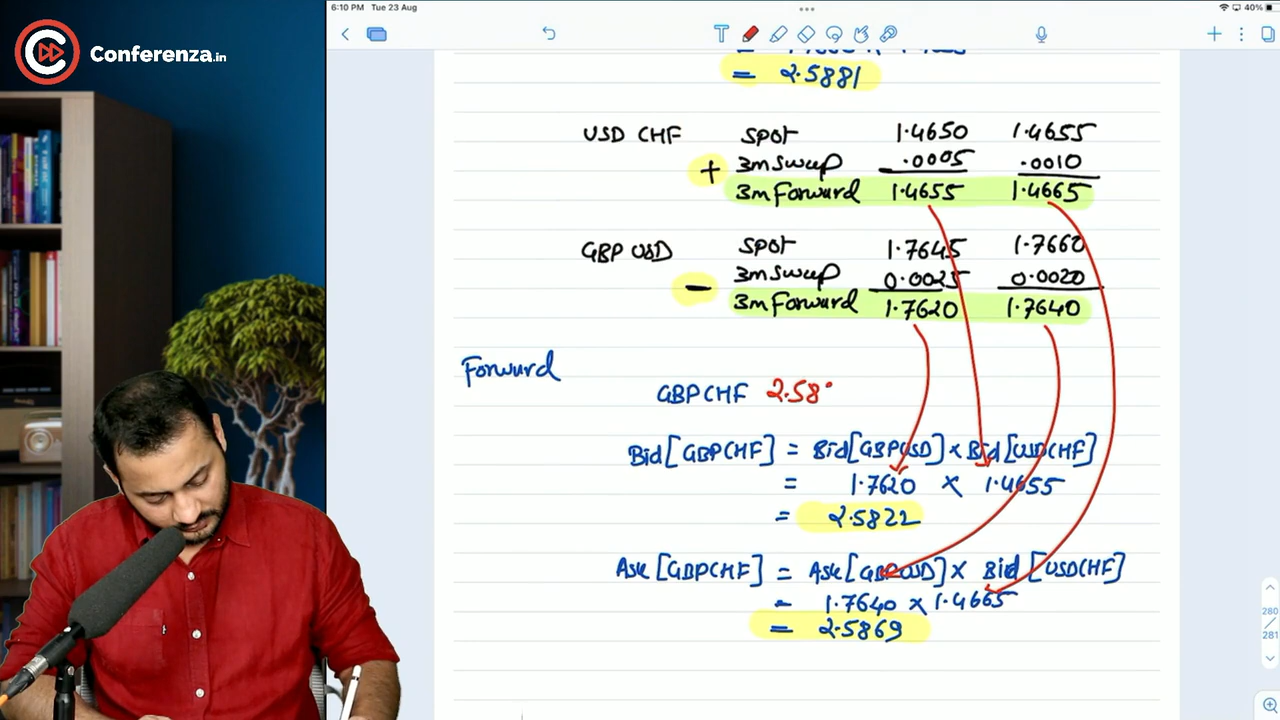 6:10 PM Tue 23 Aug
40%
Conferenza.in
= 2.5881
USD CHF Spot 1.4650 1.4655
+ 3m Swap .0005 .0010
3m Forward 1.4655 1.4665
GBP USD Spot 1.7645 1.7660
- 3m Swap 0.0025 0.0020
3m Forward 1.7620 1.7640
Forward
GBPCHF 2.58
Bid [GBPCHF] = Bid[GBPUSD] x Bid [USDCHF]
= 1.7620 x 1.4655
= 2.5822
Ask [GBPCHF] = Ask[GBPUSD] x Bid [USDCHF]
= 1.7640 x 1.4665
= 2.5869
280
281